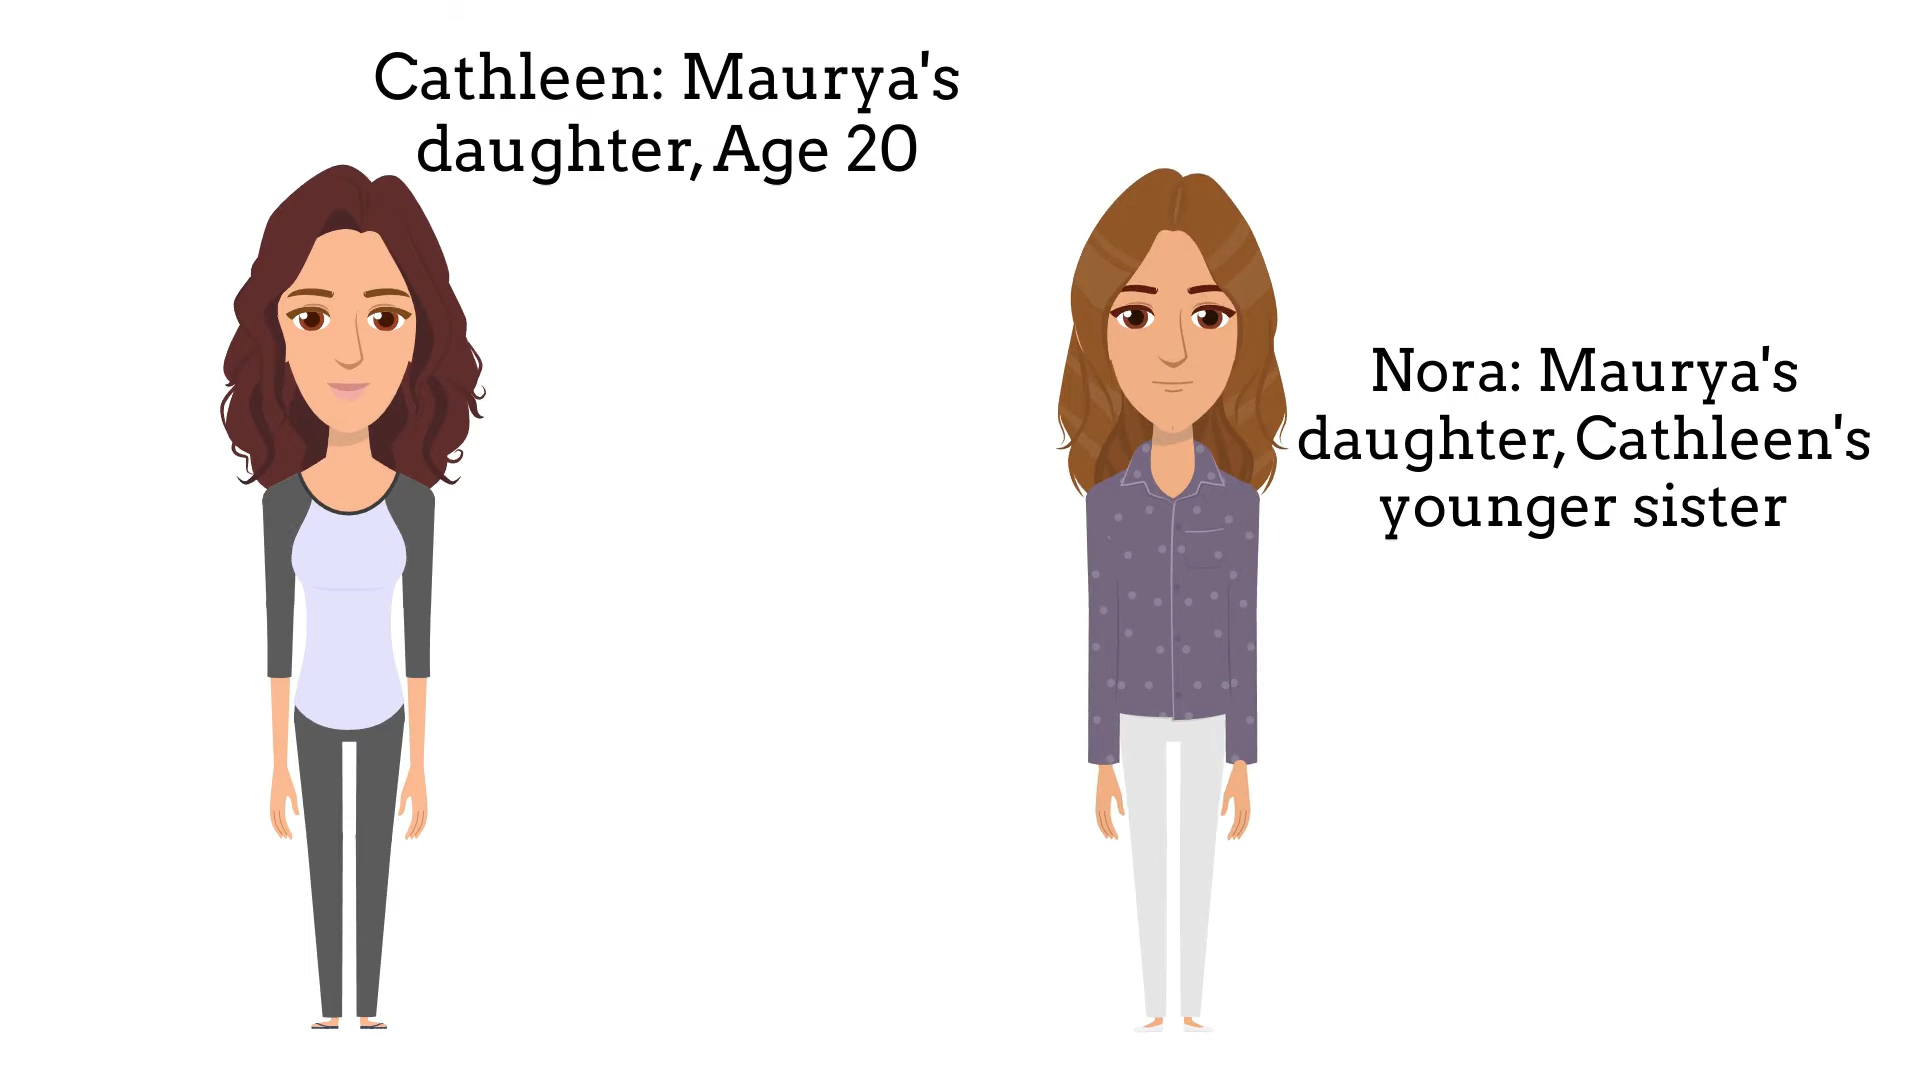 Cathleen: Maurya's
daughter, Age 20
Nora: Maurya's
daughter, Cathleen's
younger sister